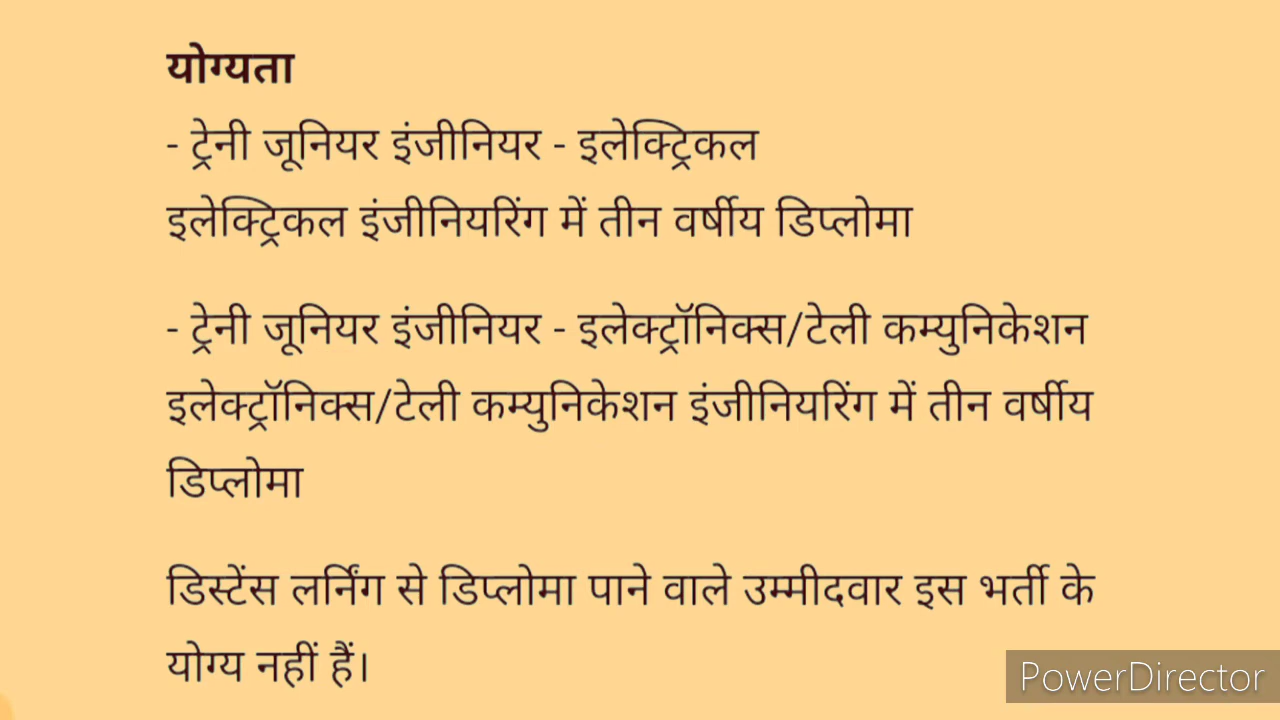 योग्यता
- ट्रेनी जूनियर इंजीनियर - इलेक्ट्रिकल
इलेक्ट्रिकल इंजीनियरिंग में तीन वर्षीय डिप्लोमा
- ट्रेनी जूनियर इंजीनियर - इलेक्ट्रॉनिक्स/टेली कम्युनिकेशन
इलेक्ट्रॉनिक्स/टेली कम्युनिकेशन इंजीनियरिंग में तीन वर्षीय
डिप्लोमा
डिस्टेंस लर्निंग से डिप्लोमा पाने वाले उम्मीदवार इस भर्ती के
योग्य नहीं हैं।
PowerDirector